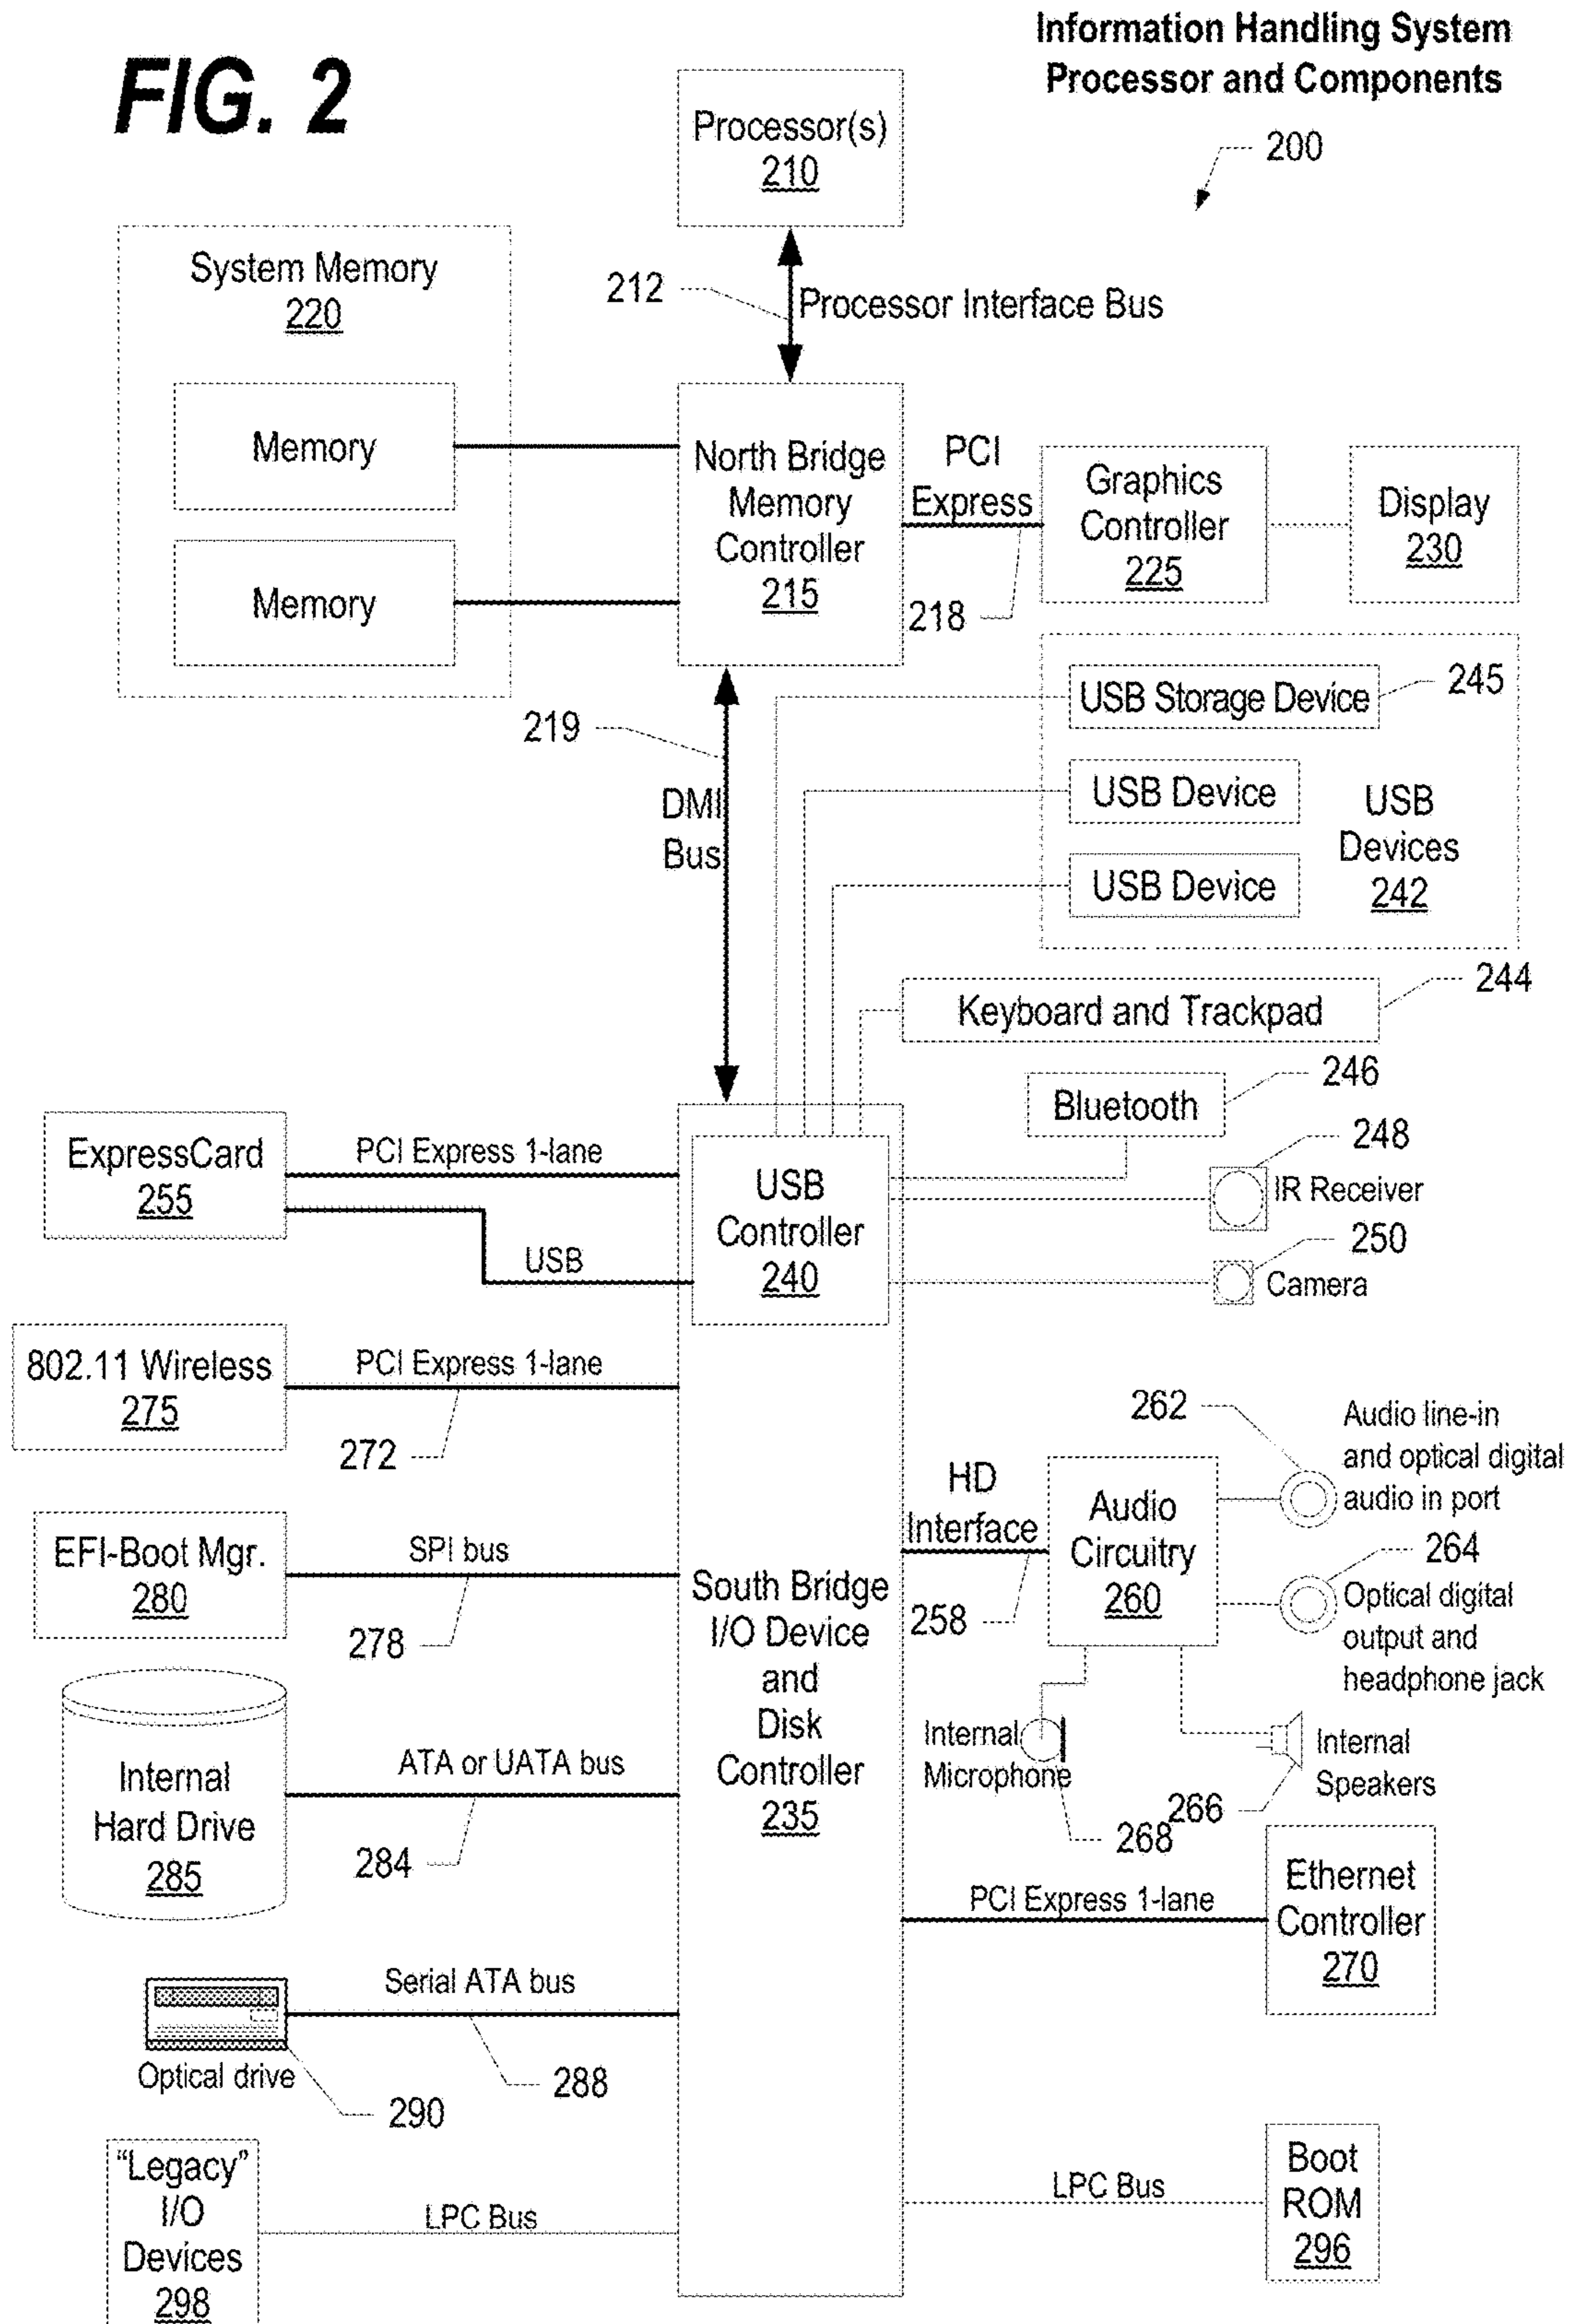 FIG. 2
Information Handling System
Processor and Components
200
Processor(s)
210
212
Processor Interface Bus
System Memory
220
Memory
Memory
North Bridge
Memory
Controller
215
PCI
Express
218
Graphics
Controller
225
Display
230
219
DMI
Bus
USB Storage Device
245
USB Device
USB Device
USB
Devices
242
Keyboard and Trackpad
244
Bluetooth
246
248
IR Receiver
250
Camera
ExpressCard
255
PCI Express 1-lane
USB
USB
Controller
240
802.11 Wireless
275
PCI Express 1-lane
272
EFI-Boot Mgr.
280
SPI bus
278
Internal
Hard Drive
285
ATA or UATA bus
284
Serial ATA bus
288
Optical drive
290
"Legacy"
I/O
Devices
298
LPC Bus
South Bridge
I/O Device
and
Disk
Controller
235
HD
Interface
258
Audio
Circuitry
260
262
Audio line-in
and optical digital
audio in port
264
Optical digital
output and
headphone jack
Internal
Microphone
268
266
Internal
Speakers
PCI Express 1-lane
Ethernet
Controller
270
LPC Bus
Boot
ROM
296